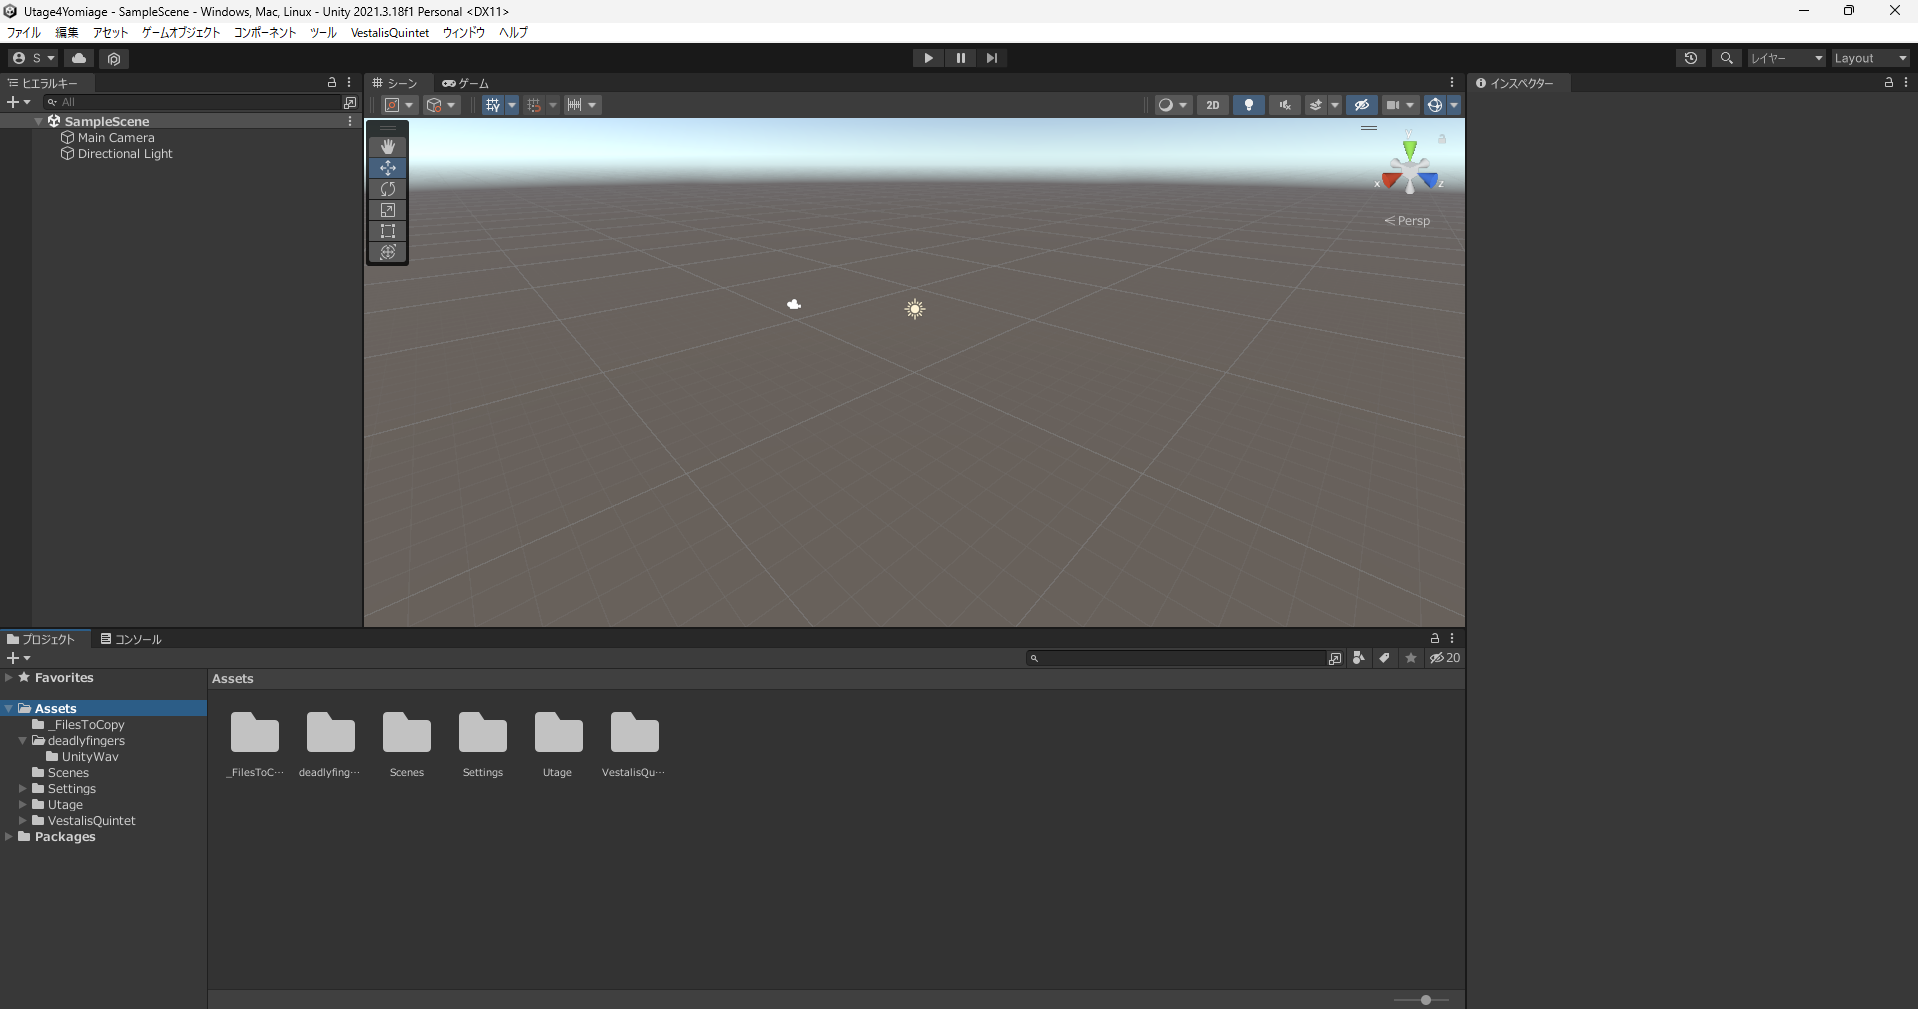 Utage4Yomiage - SampleScene - Windows, Mac, Linux - Unity 2021.3.18f1 Personal <DX11>
ファイル 編集 アセット ゲームオブジェクト コンポーネント ツール VestalisQuintet ウィンドウ ヘルプ
S レイヤー Layout
ヒエラルキー シーン ゲーム インスペクター
All 2D
SampleScene
Main Camera
Directional Light
y
x z
Persp
プロジェクト コンソール
20
Favorites Assets
Assets
_FilesToCopy
deadlyfingers
UnityWav
Scenes
Settings
Utage
VestalisQuintet
Packages
_FilesToC… deadlyfing… Scenes Settings Utage VestalisQu…